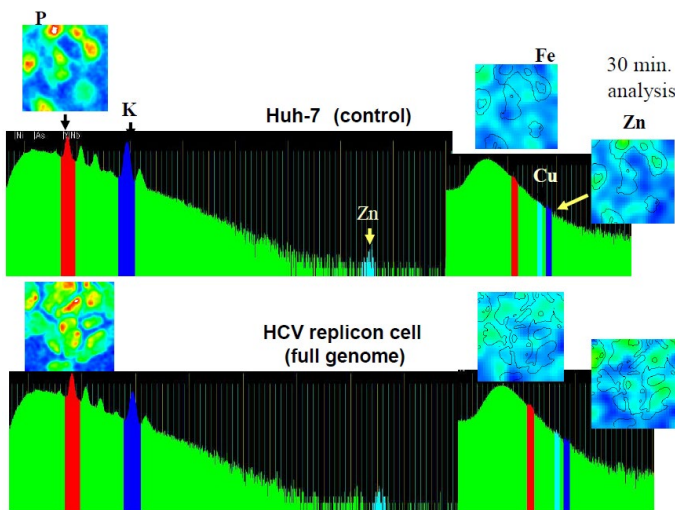 P
Fe
30 min.
analysis
K
Huh-7 (control)
Zn
Cu
Zn
HCV replicon cell
(full genome)